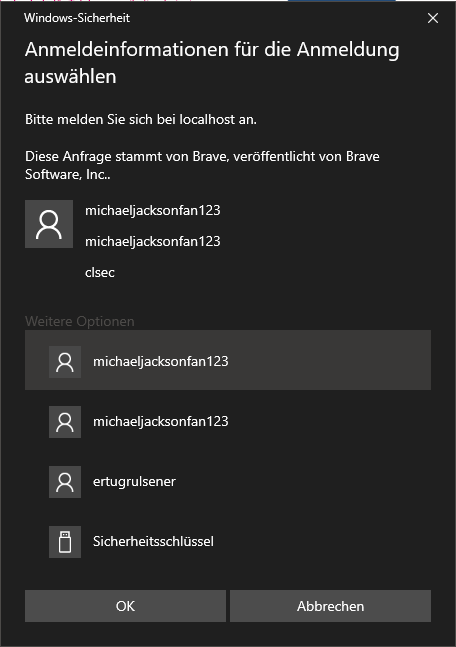 Windows-Sicherheit
Anmeldeinformationen für die Anmeldung
auswählen
Bitte melden Sie sich bei localhost an.
Diese Anfrage stammt von Brave, veröffentlicht von Brave
Software, Inc..
michaeljacksonfan123
michaeljacksonfan123
clsec
Weitere Optionen
michaeljacksonfan123
michaeljacksonfan123
ertugrulsener
Sicherheitsschlüssel
OK
Abbrechen